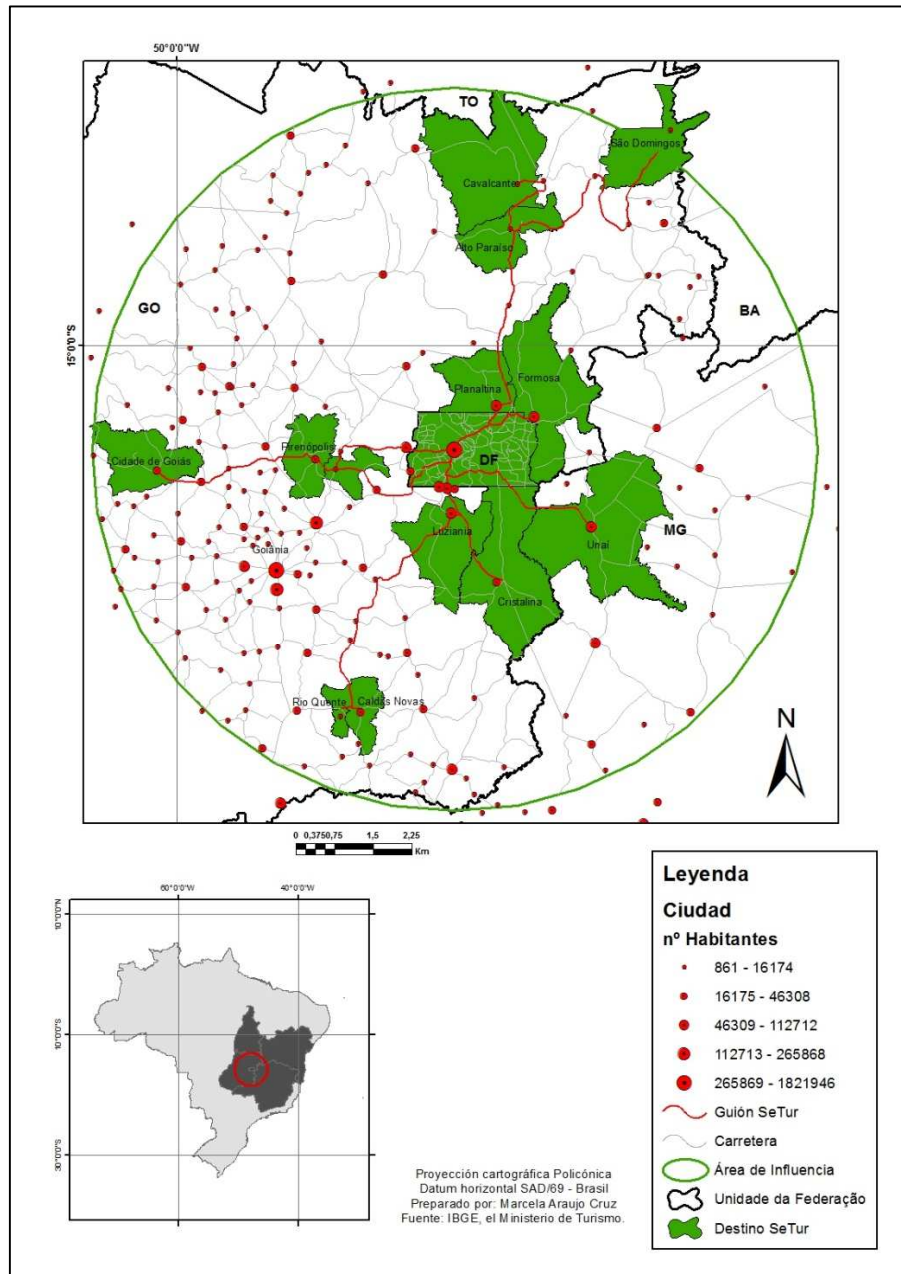 50°0'0"W
TO
São Domingos
Cavalcante
Alto Paraíso
GO
BA
15°0'0"S
Planaltina
Formosa
Pirenópolis
Cidade de Goiás
DF
Luziania
Unaí
MG
Goiânia
Cristalina
Rio Quente
Caldas Novas
N
0 0,3750,75 1,5 2,25
Km
60°0'0"W 40°0'0"W
10°0'0"N
10°0'0"S
30°0'0"S
Leyenda
Ciudad
nº Habitantes
861 - 16174
16175 - 46308
46309 - 112712
112713 - 265868
265869 - 1821946
Guión SeTur
Carretera
Área de Influencia
Unidade da Federação
Destino SeTur
Proyección cartográfica Policónica
Datum horizontal SAD/69 - Brasil
Preparado por: Marcela Araujo Cruz
Fuente: IBGE, el Ministerio de Turismo.